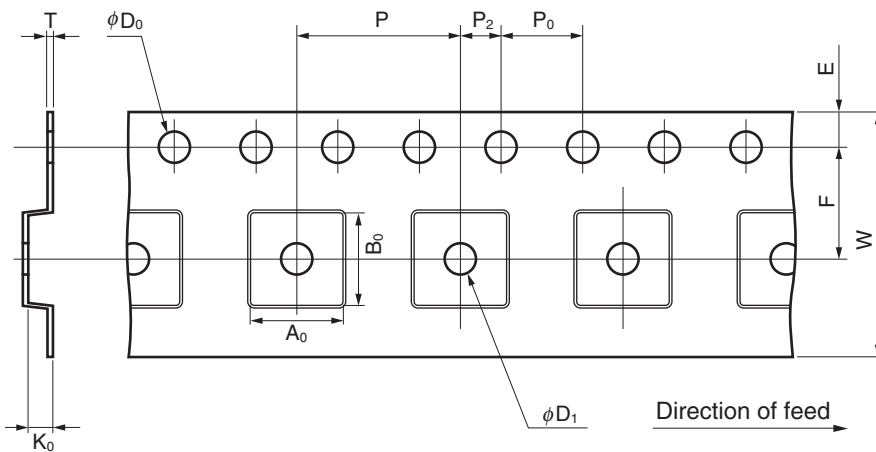 T
φD0
P
P2
P0
E
F
W
B0
A0
φD1
Direction of feed
K0